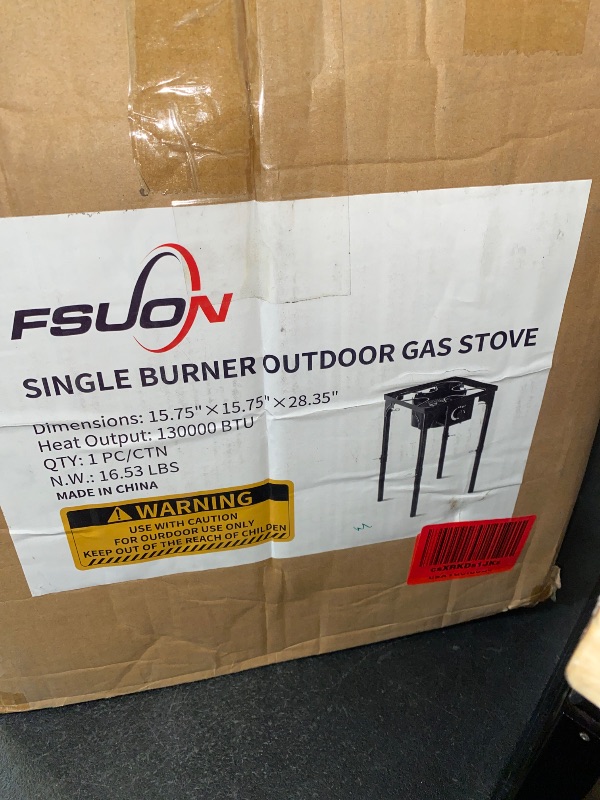 FSUON
SINGLE BURNER OUTDOOR GAS STOVE
Dimensions: 15.75"×15.75"×28.35"
Heat Output: 130000 BTU
QTY: 1 PC/CTN
N.W.: 16.53 LBS
MADE IN CHINA
WARNING
USE WITH CAUTION
FOR OURDOOR USE ONLY
KEEP OUT OF THE REACH OF CHILDEN